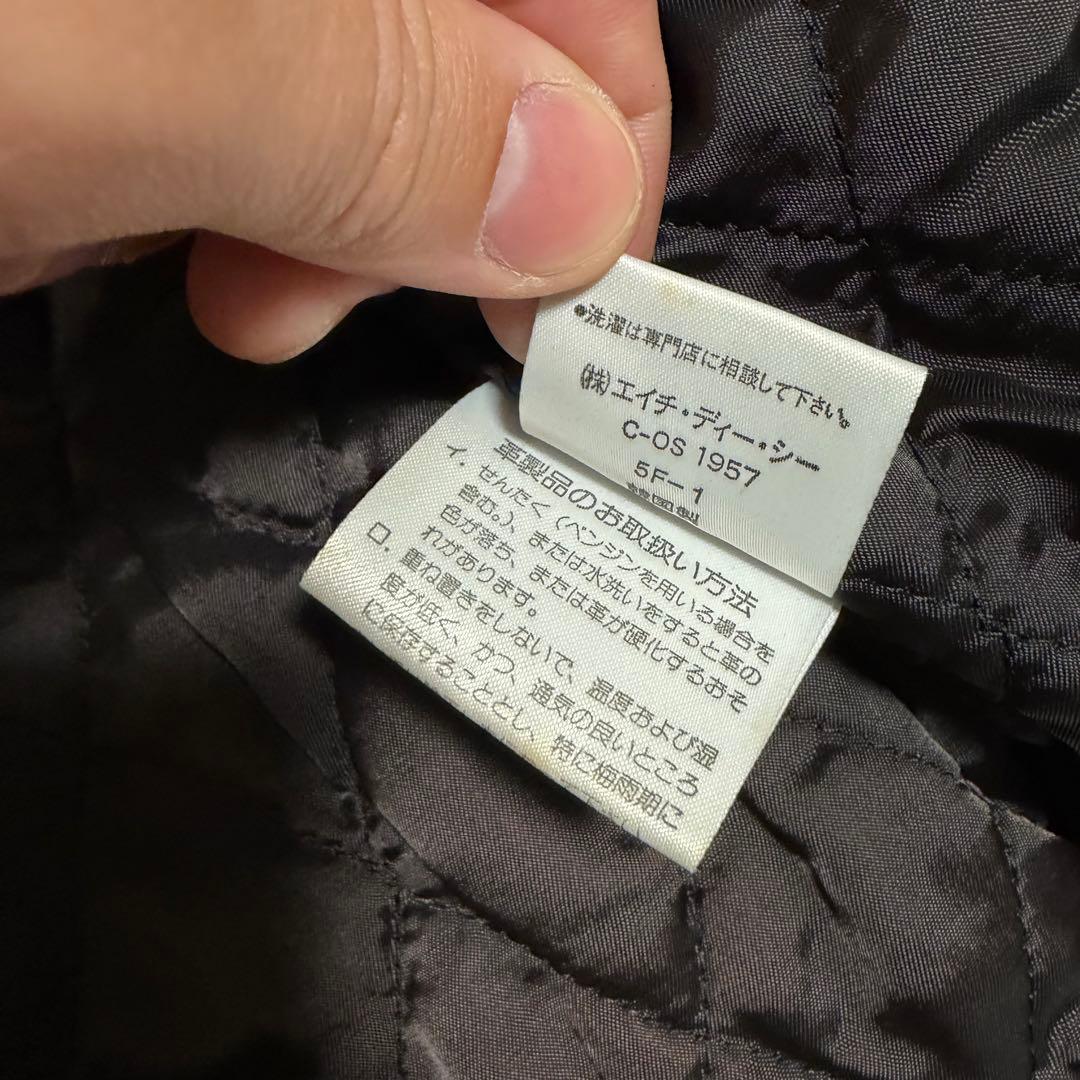 ●洗濯は専門店に相談して下さい。
(株)エイチ・ディー・シー
C-OS 1957
5F-1
革製品のお取扱い方法
イ. せんたく(ベンジンを用いる場合を
含む。)、または水洗いをすると革の
色が落ち、または革が硬化するおそ
れがあります。
ロ. 重ね置きをしないで、温度および湿
度が低く、かつ、通気の良いところ
に保存することとし、特に梅雨期に